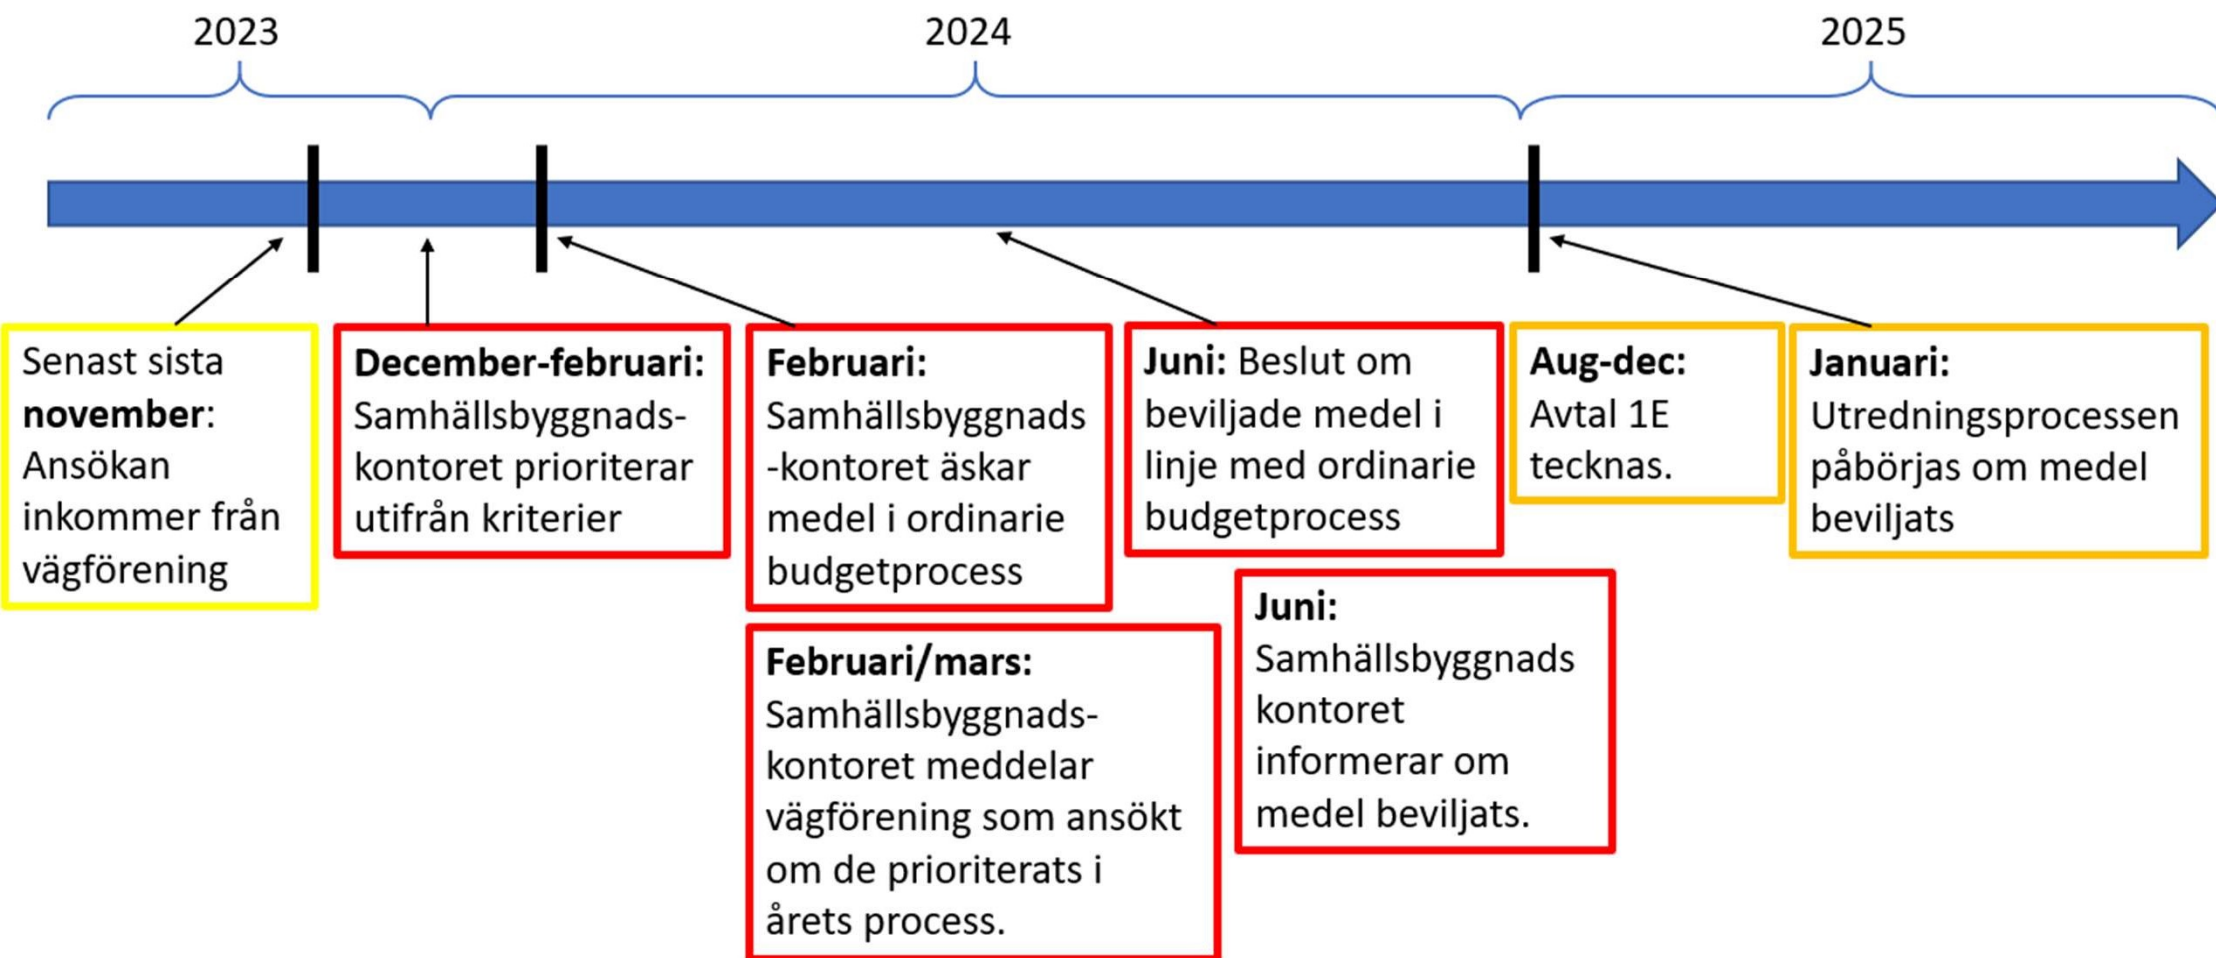 2023
2024
2025
Senast sista
november:
Ansökan
inkommer från
vägförening
December-februari:
Samhällsbyggnads-
kontoret prioriterar
utifrån kriterier
Februari:
Samhällsbyggnads
-kontoret äskar
medel i ordinarie
budgetprocess
Februari/mars:
Samhällsbyggnads-
kontoret meddelar
vägförening som ansökt
om de prioriterats i
årets process.
Juni: Beslut om
beviljade medel i
linje med ordinarie
budgetprocess
Juni:
Samhällsbyggnads
kontoret
informerar om
medel beviljats.
Aug-dec:
Avtal 1E
tecknas.
Januari:
Utredningsprocessen
påbörjas om medel
beviljats